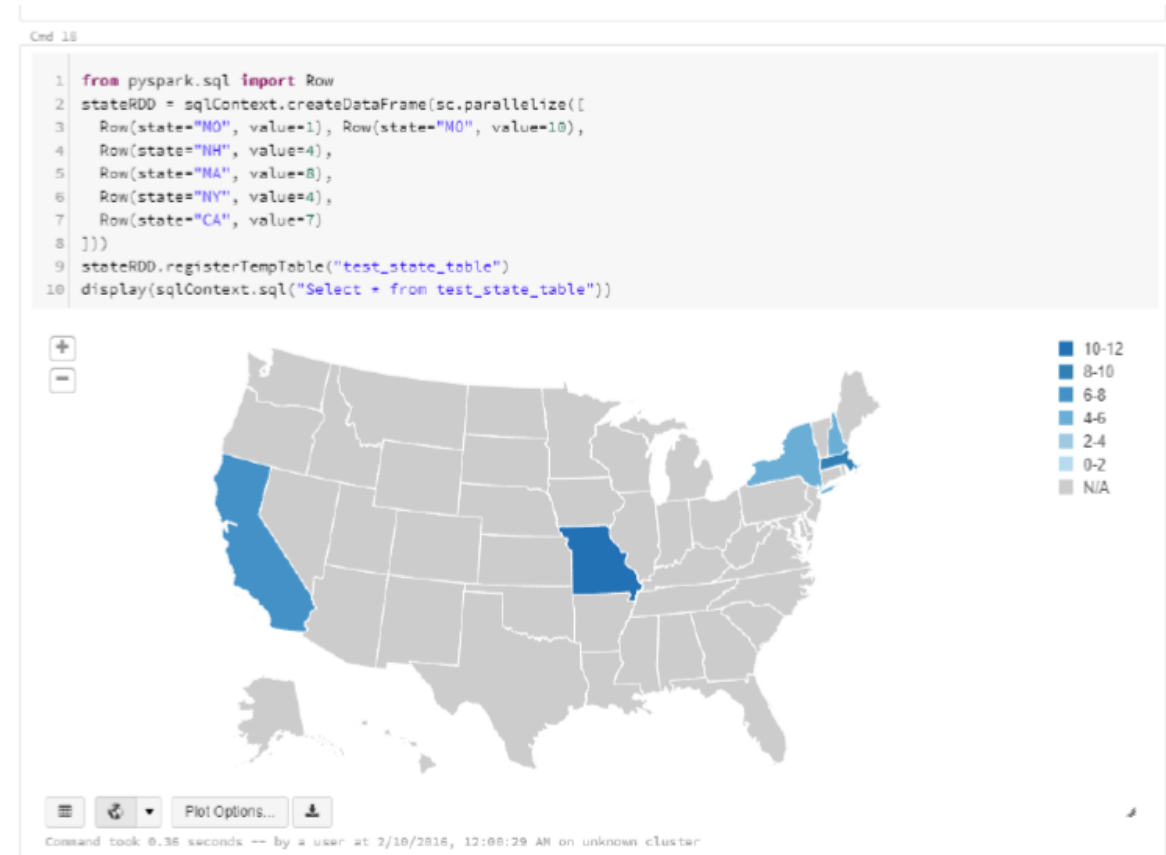 Cmd 18
1 from pyspark.sql import Row
2 stateRDD = sqlContext.createDataFrame(sc.parallelize([
3 Row(state="MO", value=1), Row(state="MO", value=10),
4 Row(state="NH", value=4),
5 Row(state="MA", value=8),
6 Row(state="NY", value=4),
7 Row(state="CA", value=7)
8 ]))
9 stateRDD.registerTempTable("test_state_table")
10 display(sqlContext.sql("Select * from test_state_table"))
+
−
10-12
8-10
6-8
4-6
2-4
0-2
N/A
Plot Options...
Command took 0.36 seconds -- by a user at 2/10/2016, 12:08:29 AM on unknown cluster